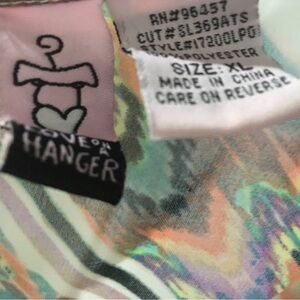 RN#96457
CUT#SL369ATS
STYLE#17200LPO
POLYESTER
SIZE: XL
MADE IN CHINA
CARE ON REVERSE
LOVE ON A
HANGER